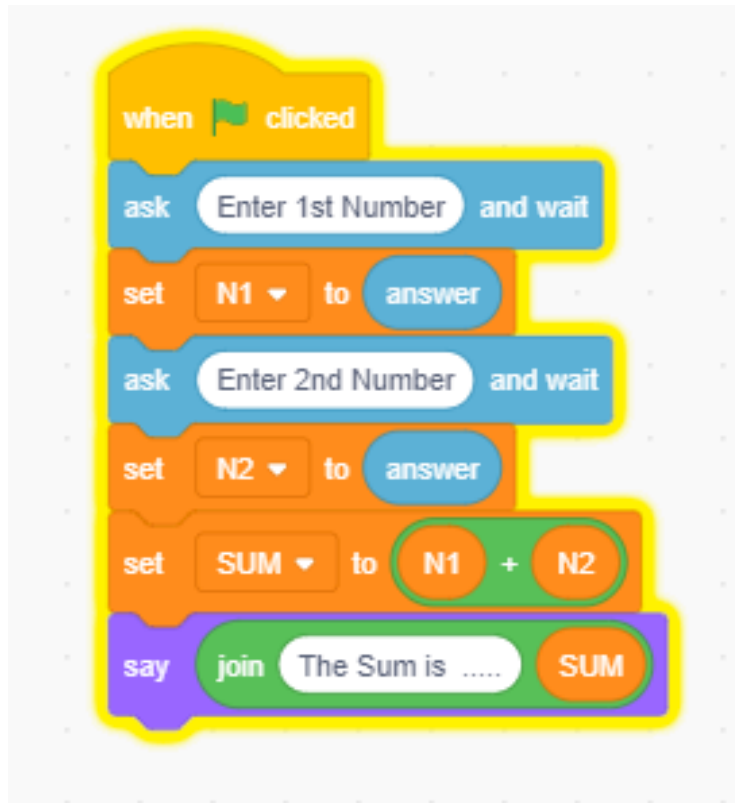 when clicked
ask Enter 1st Number and wait
set N1 to answer
ask Enter 2nd Number and wait
set N2 to answer
set SUM to N1 + N2
say join The Sum is ..... SUM